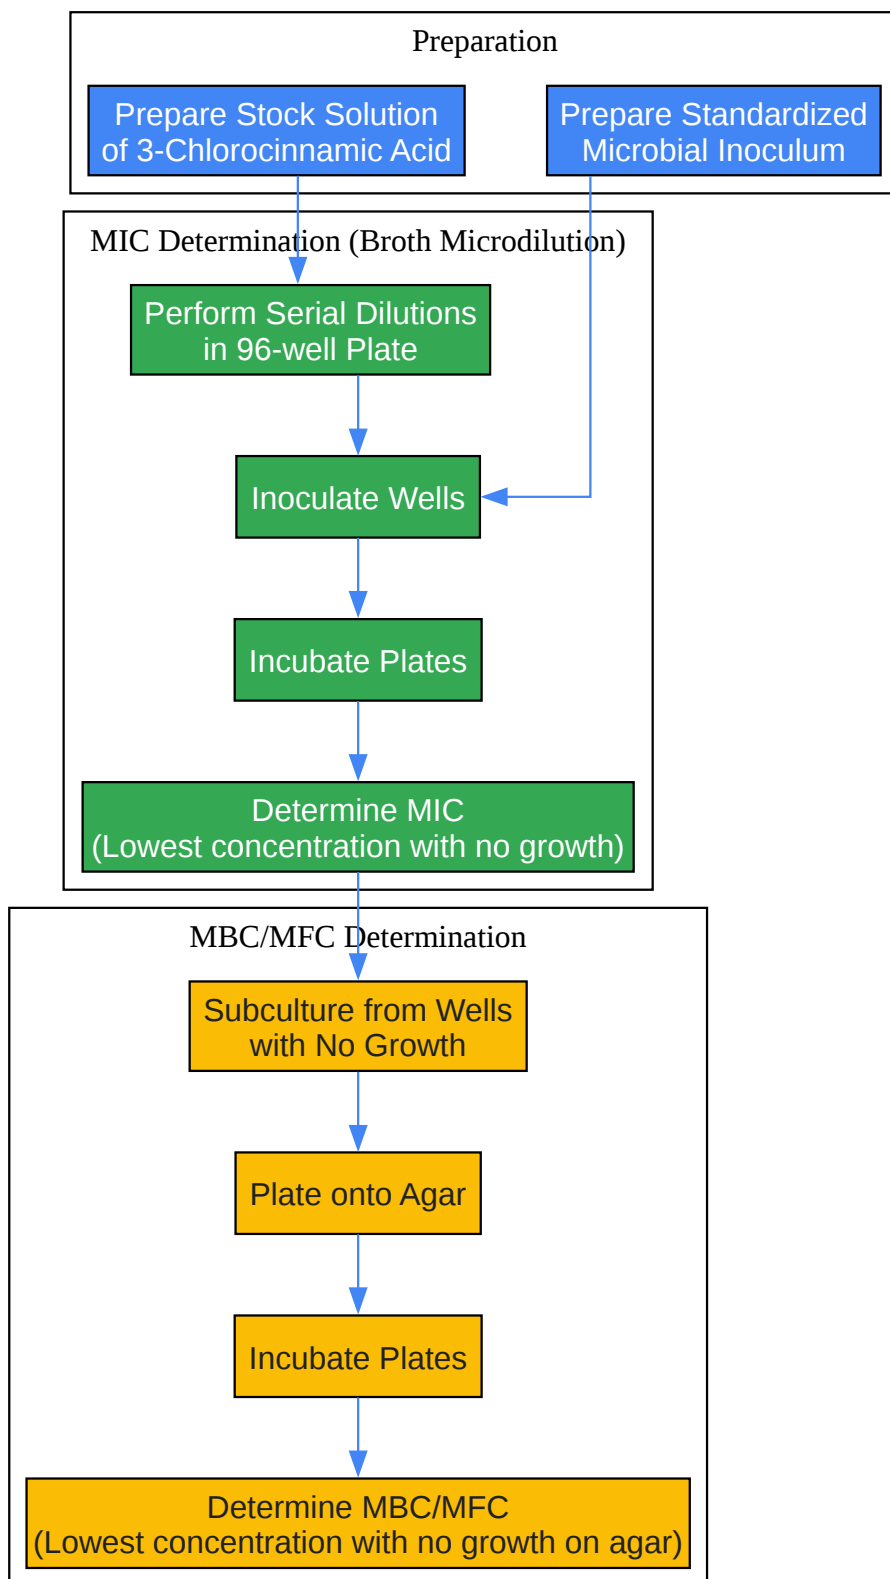 Preparation
Prepare Stock Solution
of 3-Chlorocinnamic Acid
Prepare Standardized
Microbial Inoculum
MIC Determination (Broth Microdilution)
Perform Serial Dilutions
in 96-well Plate
Inoculate Wells
Incubate Plates
Determine MIC
(Lowest concentration with no growth)
MBC/MFC Determination
Subculture from Wells
with No Growth
Plate onto Agar
Incubate Plates
Determine MBC/MFC
(Lowest concentration with no growth on agar)